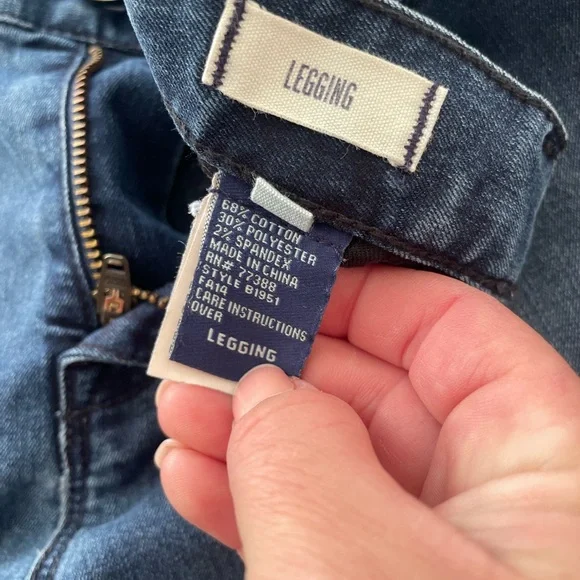 LEGGING
68% COTTON
30% POLYESTER
2% SPANDEX
MADE IN CHINA
RN# 77388
STYLE B1951
FA14
CARE INSTRUCTIONS
OVER
LEGGING